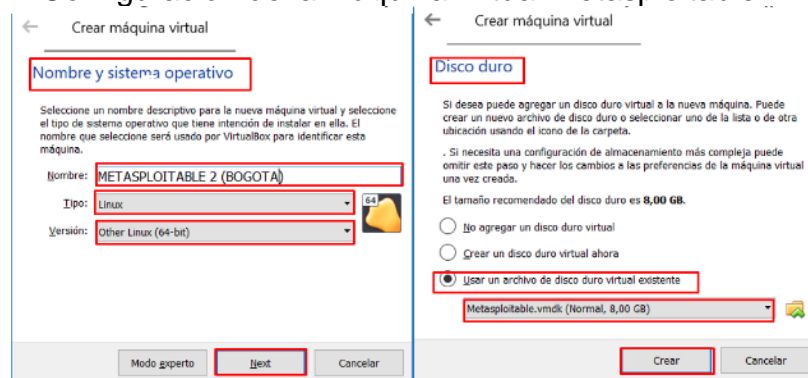 Crear máquina virtual
Nombre y sistema operativo
Seleccione un nombre descriptivo para la nueva máquina virtual y seleccione
el tipo de sistema operativo que tiene intención de instalar en ella. El
nombre que seleccione será usado por VirtualBox para identificar esta
máquina.
Nombre: METASPLOITABLE 2 (BOGOTA)
Tipo: Linux
64
Versión: Other Linux (64-bit)
Modo experto Next Cancelar
Crear máquina virtual
Disco duro
Si desea puede agregar un disco duro virtual a la nueva máquina. Puede
crear un nuevo archivo de disco duro o seleccionar uno de la lista o de otra
ubicación usando el icono de la carpeta.
. Si necesita una configuración de almacenamiento más compleja puede
omitir este paso y hacer los cambios a las preferencias de la máquina virtual
una vez creada.
El tamaño recomendado del disco duro es 8,00 GB.
No agregar un disco duro virtual
Crear un disco duro virtual ahora
Usar un archivo de disco duro virtual existente
Metasploitable.vmdk (Normal, 8,00 GB)
Crear Cancelar